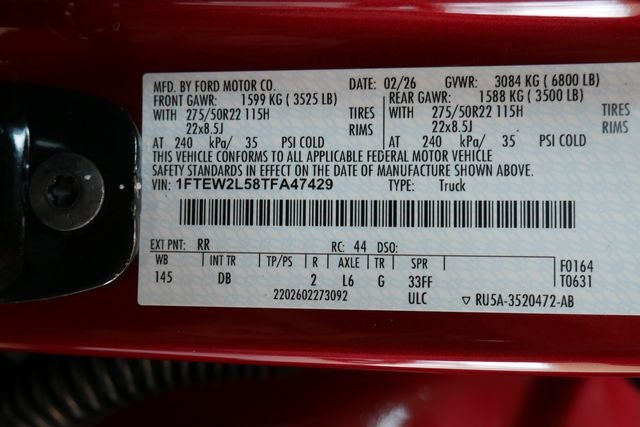 MFD. BY FORD MOTOR CO. DATE: 02/26 GVWR: 3084 KG ( 6800 LB)
FRONT GAWR: 1599 KG ( 3525 LB) REAR GAWR: 1588 KG ( 3500 LB)
WITH 275/50R22 115H TIRES WITH 275/50R22 115H TIRES
22x8.5J RIMS 22x8.5J RIMS
AT 240 kPa/ 35 PSI COLD AT 240 kPa/ 35 PSI COLD
THIS VEHICLE CONFORMS TO ALL APPLICABLE FEDERAL MOTOR VEHICLE
SAFETY STANDARDS IN EFFECT ON THE DATE OF MANUFACTURE SHOWN ABOVE.
VIN: 1FTEW2L58TFA47429 TYPE: Truck
EXT PNT: RR RC: 44 DSO:
WB INT TR TP/PS R AXLE TR SPR F0164
145 DB 2 L6 G 33FF T0631
2202602273092 ULC ▽ RU5A-3520472-AB